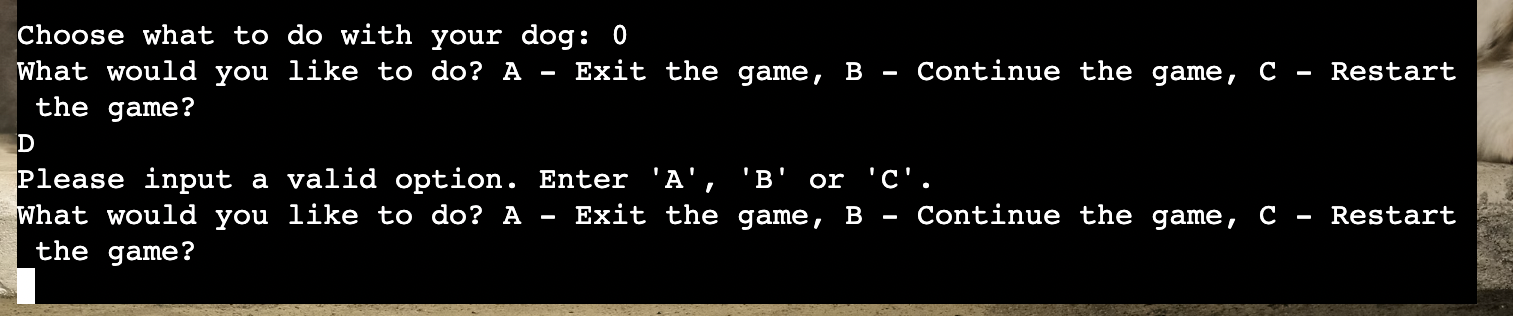 Choose what to do with your dog: 0
What would you like to do? A - Exit the game, B - Continue the game, C - Restart
the game?
D
Please input a valid option. Enter 'A', 'B' or 'C'.
What would you like to do? A - Exit the game, B - Continue the game, C - Restart
the game?